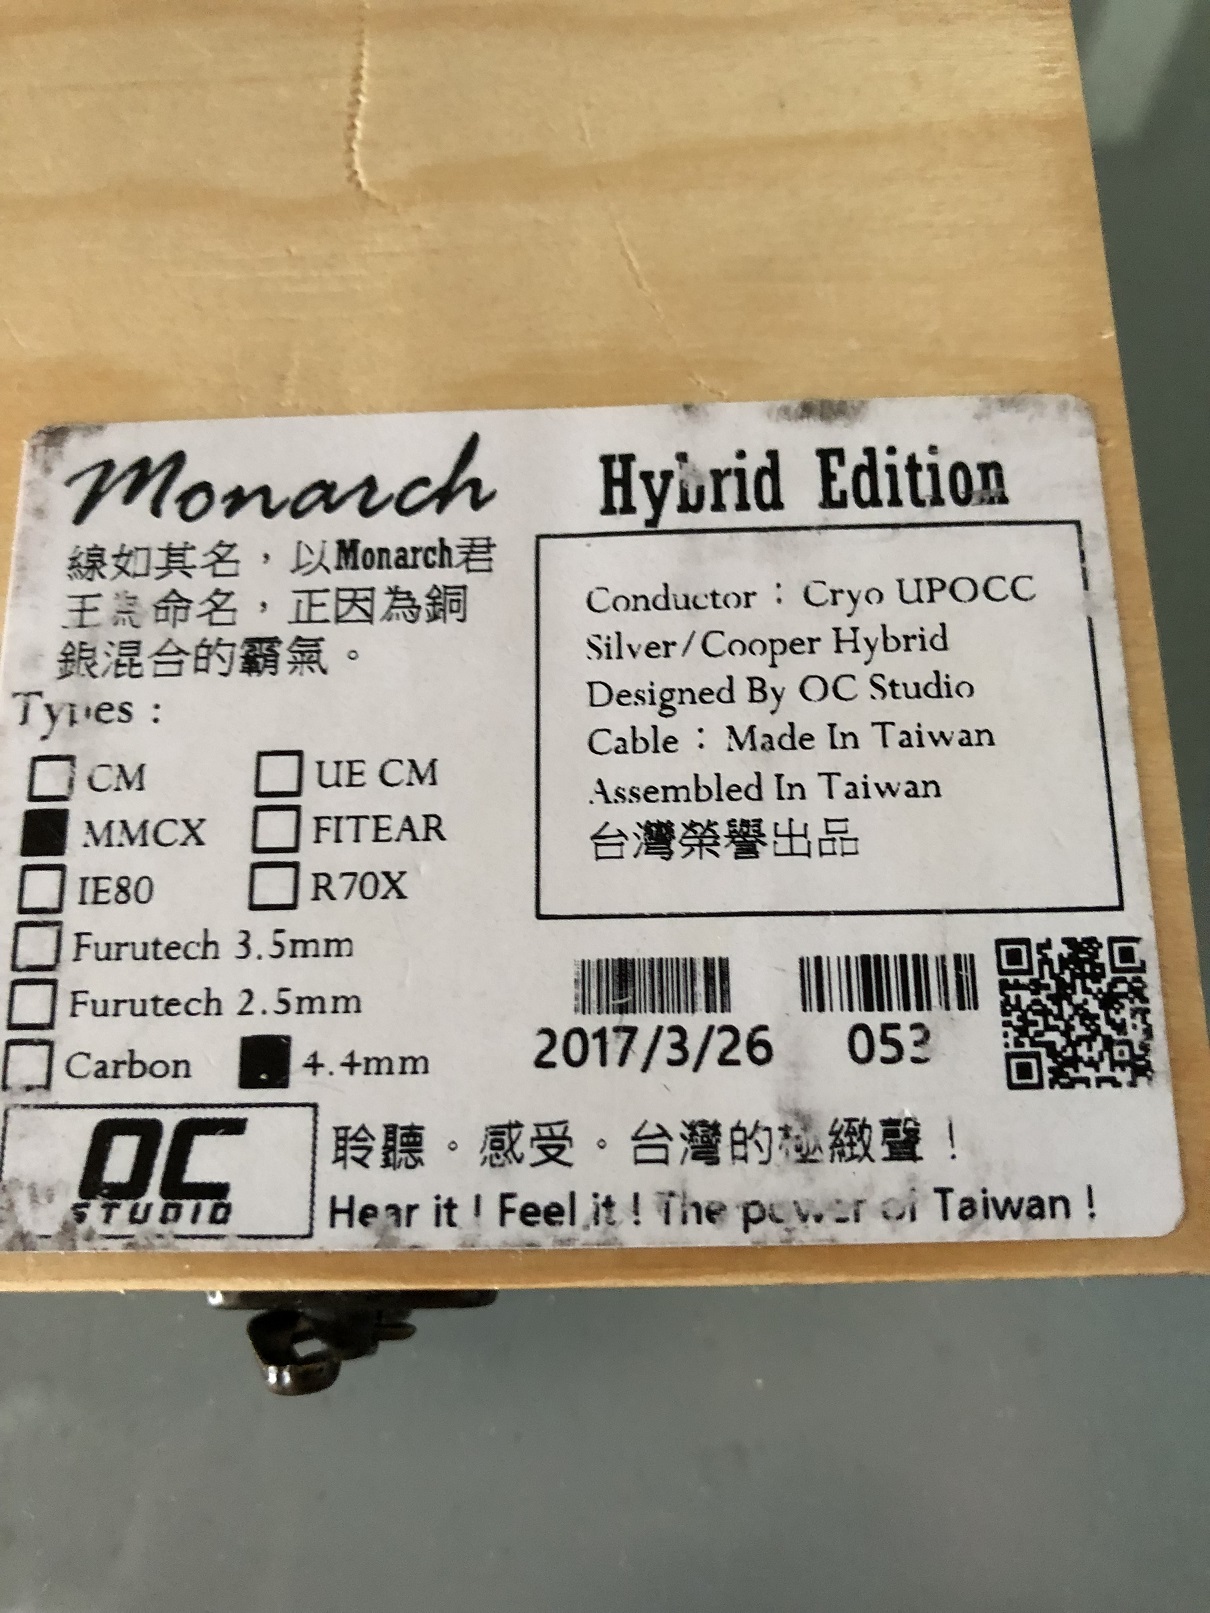 Monarch
Hybrid Edition
線如其名，以Monarch君
王為命名，正因為銅
銀混合的霸氣。
Types :
CM
UE CM
MMCX
FITEAR
IE80
R70X
Furutech 3.5mm
Furutech 2.5mm
Carbon
4.4mm
Conductor：Cryo UPOCC
Silver/Cooper Hybrid
Designed By OC Studio
Cable：Made In Taiwan
Assembled In Taiwan
台灣榮譽出品
2017/3/26
053
OC
STUDIO
聆聽。感受。台灣的極緻聲！
Hear it ! Feel it ! The power of Taiwan !